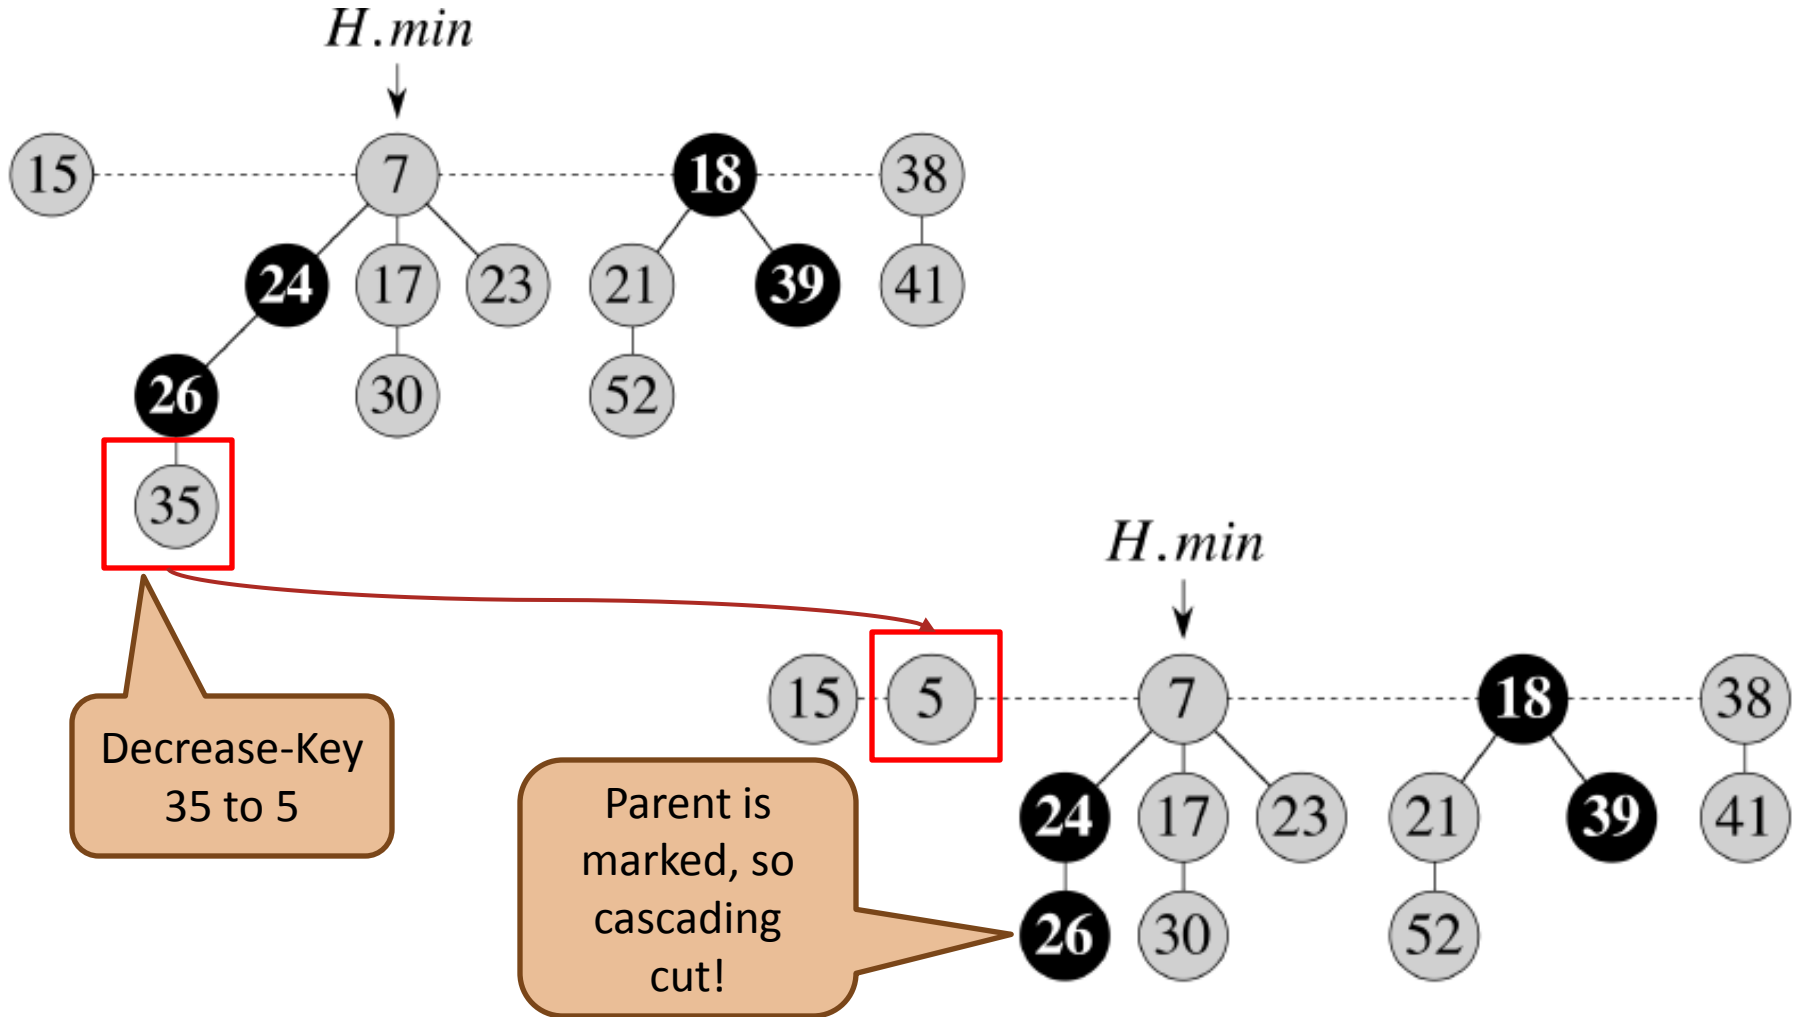 H.min
15 7 18 38
24 17 23 21 39 41
26 30 52
35
H.min
15 5 7 18 38
Decrease-Key
35 to 5
Parent is
marked, so
cascading
cut!
24 17 23 21 39 41
26 30 52